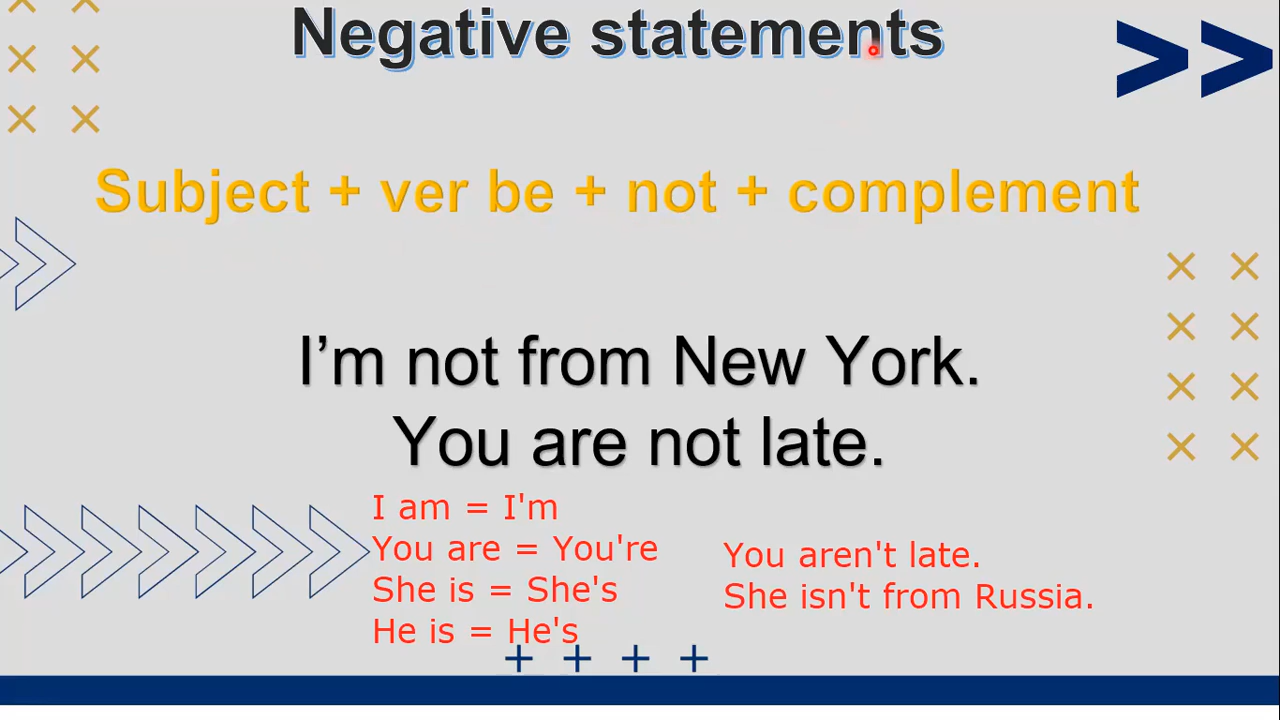 Negative statements
Subject + ver be + not + complement
I’m not from New York.
You are not late.
I am = I'm
You are = You're
She is = She's
He is = He's
You aren't late.
She isn't from Russia.